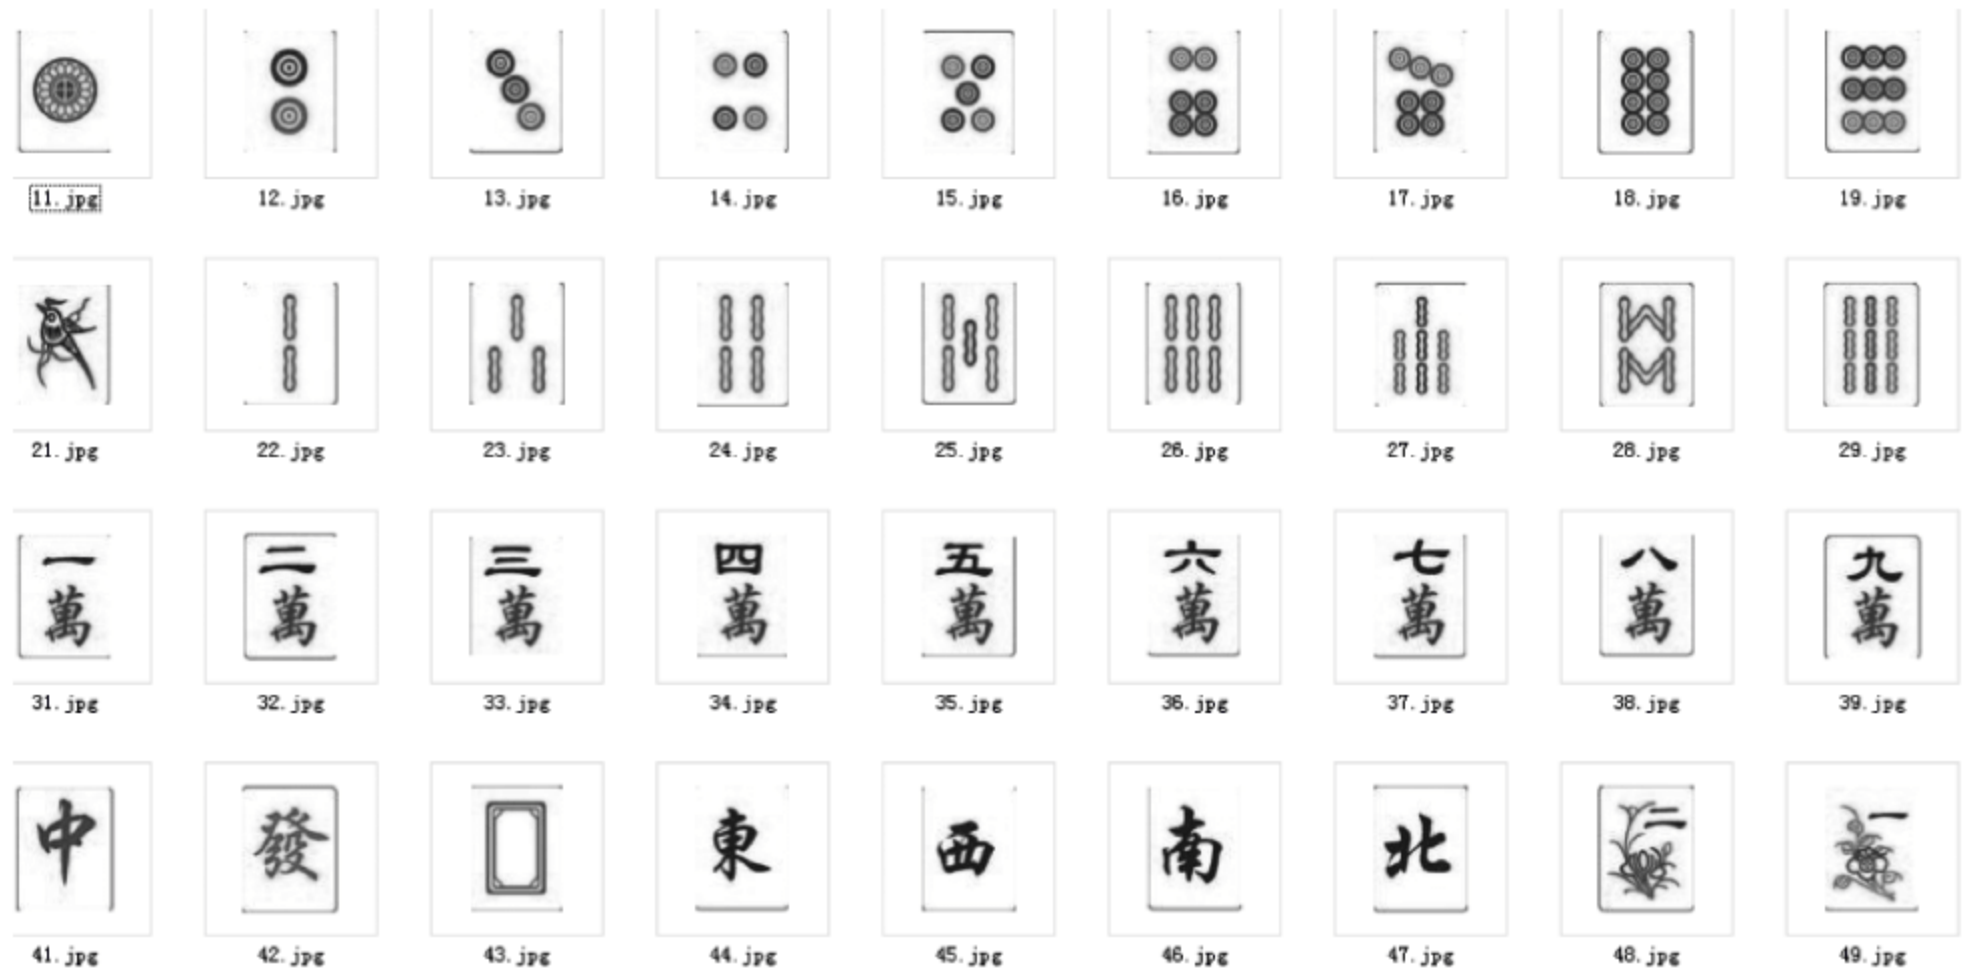 11.jpg 12.jpg 13.jpg 14.jpg 15.jpg 16.jpg 17.jpg 18.jpg 19.jpg
21.jpg 22.jpg 23.jpg 24.jpg 25.jpg 26.jpg 27.jpg 28.jpg 29.jpg
一 二 三 四 五 六 七 八 九
萬 萬 萬 萬 萬 萬 萬 萬 萬
31.jpg 32.jpg 33.jpg 34.jpg 35.jpg 36.jpg 37.jpg 38.jpg 39.jpg
中 發 東 西 南 北 二 一
41.jpg 42.jpg 43.jpg 44.jpg 45.jpg 46.jpg 47.jpg 48.jpg 49.jpg